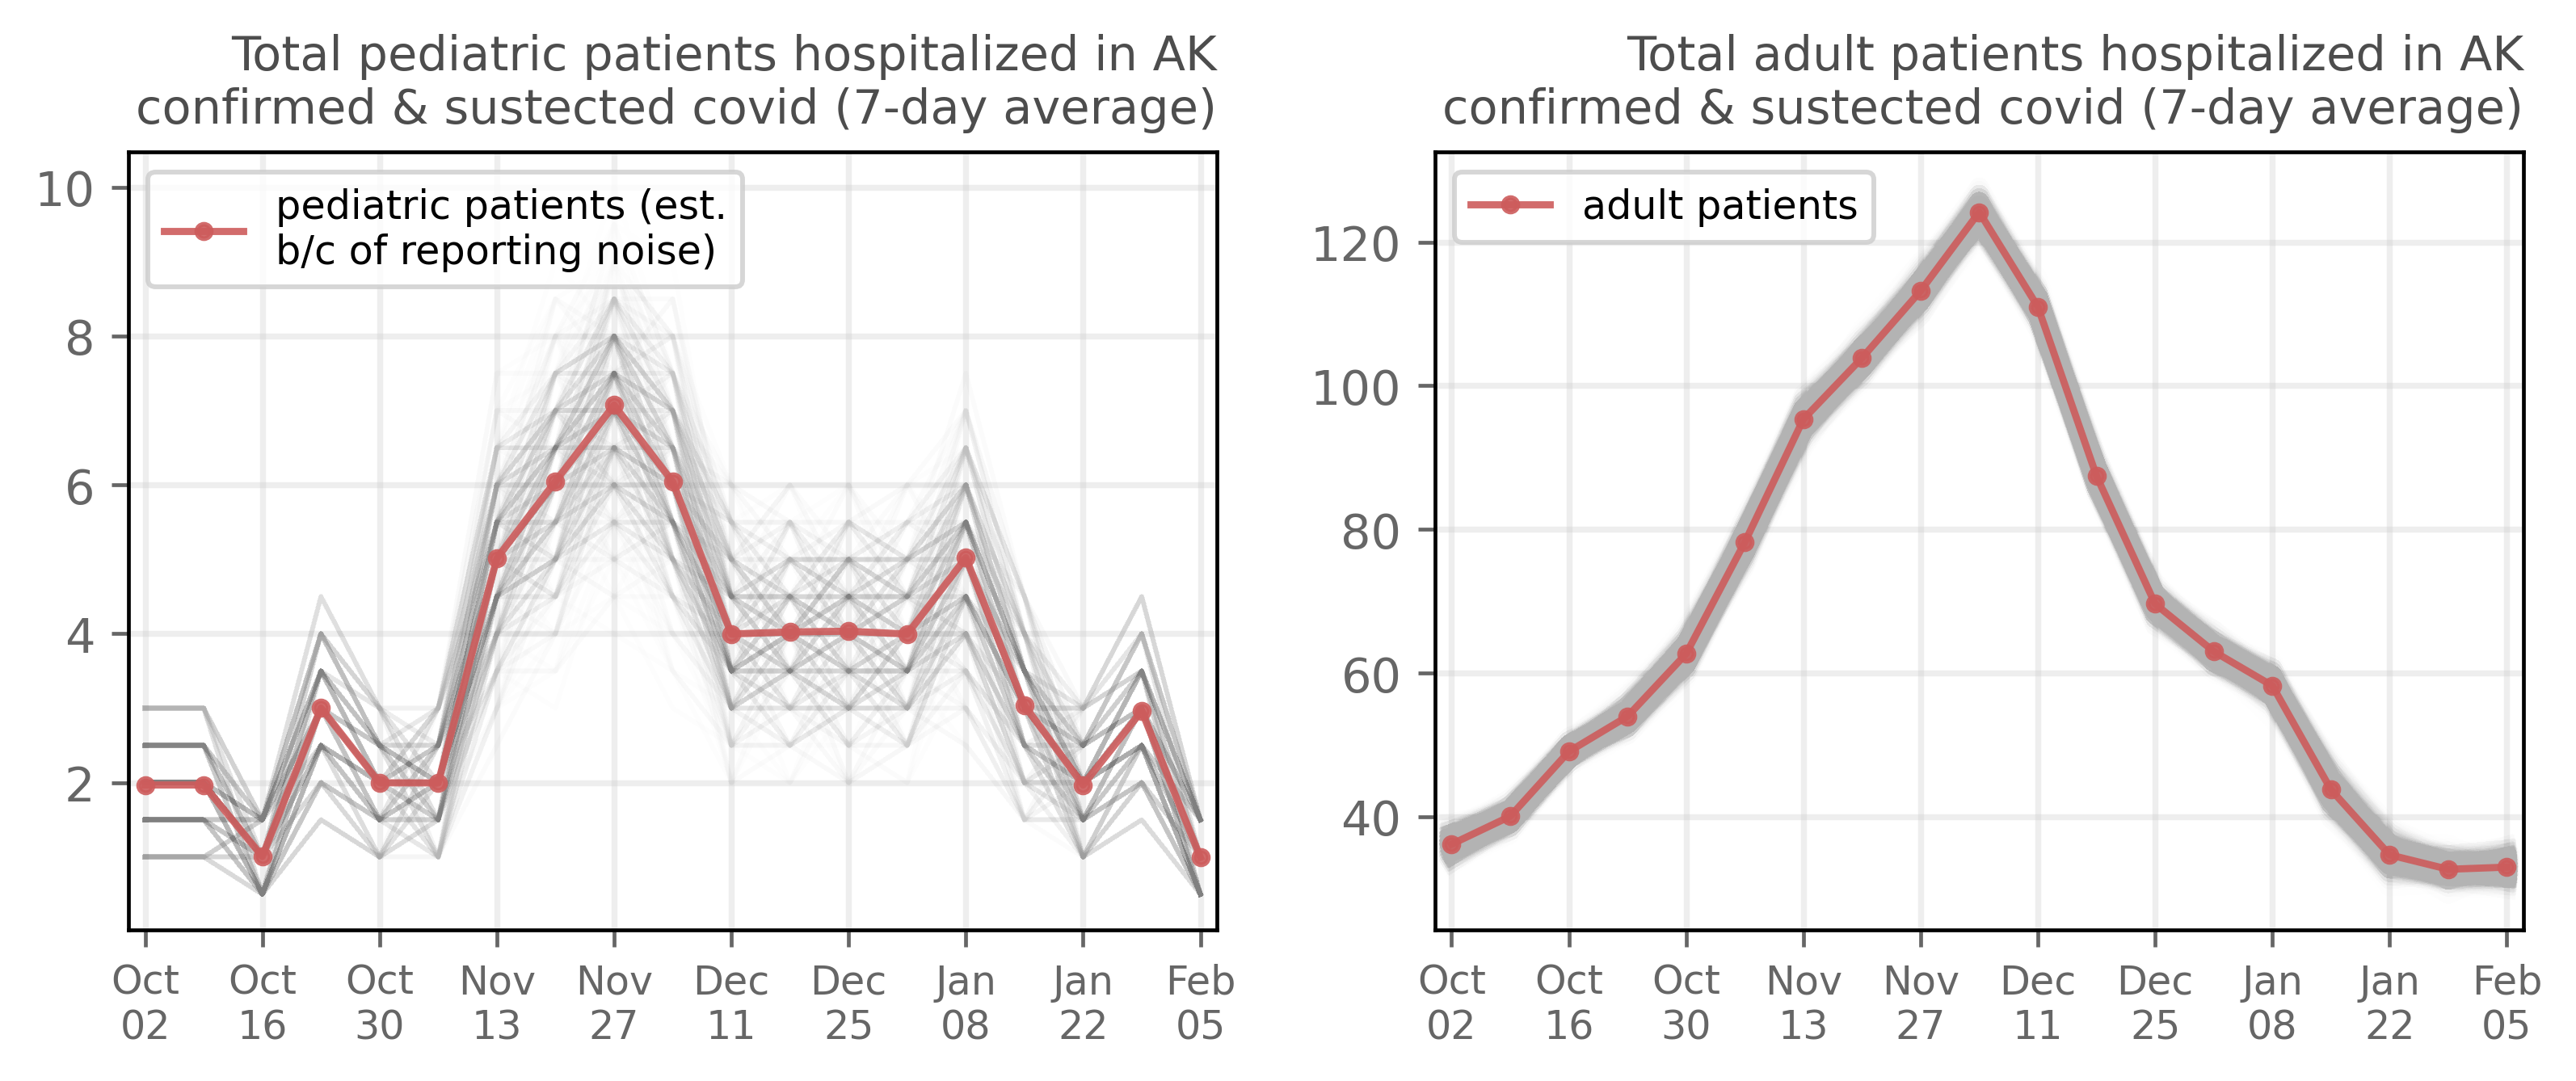 Total pediatric patients hospitalized in AK
confirmed & sustected covid (7-day average)
pediatric patients (est.
b/c of reporting noise)
10
8
6
4
2
Oct Oct Oct Nov Nov Dec Dec Jan Jan Feb
02 16 30 13 27 11 25 08 22 05
Total adult patients hospitalized in AK
confirmed & sustected covid (7-day average)
adult patients
120
100
80
60
40
Oct Oct Oct Nov Nov Dec Dec Jan Jan Feb
02 16 30 13 27 11 25 08 22 05